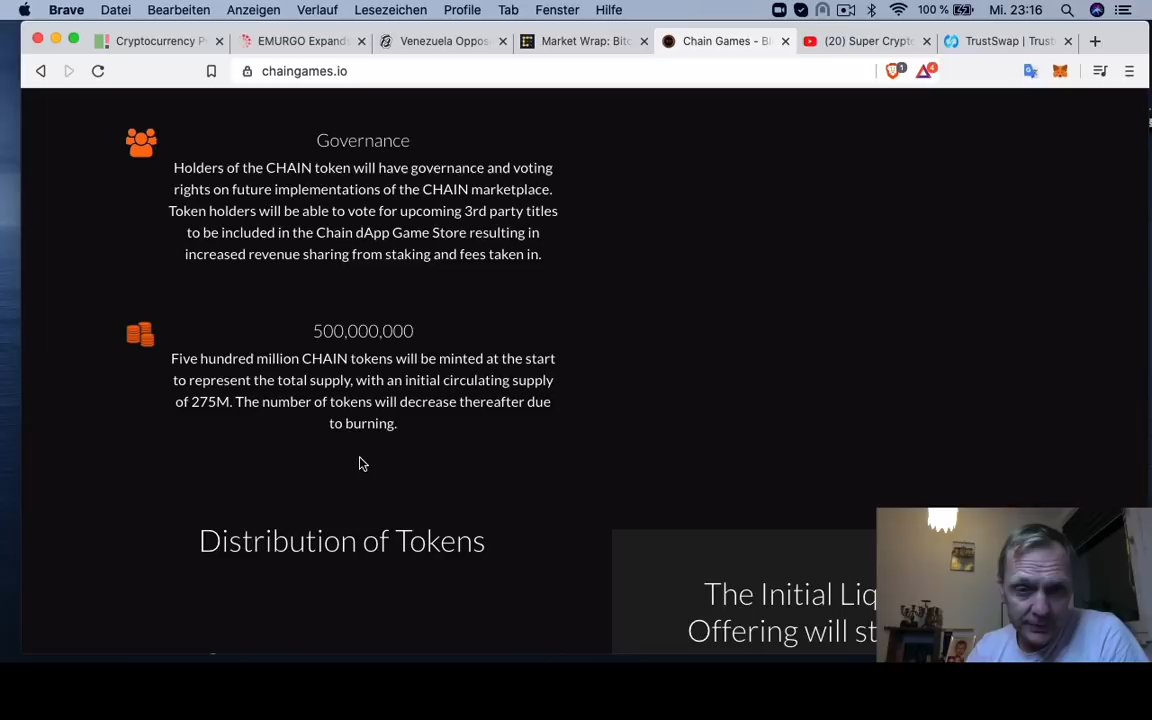 Brave Datei Bearbeiten Anzeigen Verlauf Lesezeichen Profile Tab Fenster Hilfe 100 % Mi. 23:16
Cryptocurrency P EMURGO Expands Venezuela Oppos Market Wrap: Bitc Chain Games - Bl (20) Super Crypto TrustSwap | Trust
chaingames.io 1 4
Governance
Holders of the CHAIN token will have governance and voting
rights on future implementations of the CHAIN marketplace.
Token holders will be able to vote for upcoming 3rd party titles
to be included in the Chain dApp Game Store resulting in
increased revenue sharing from staking and fees taken in.
500,000,000
Five hundred million CHAIN tokens will be minted at the start
to represent the total supply, with an initial circulating supply
of 275M. The number of tokens will decrease thereafter due
to burning.
Distribution of Tokens
The Initial Liq
Offering will st